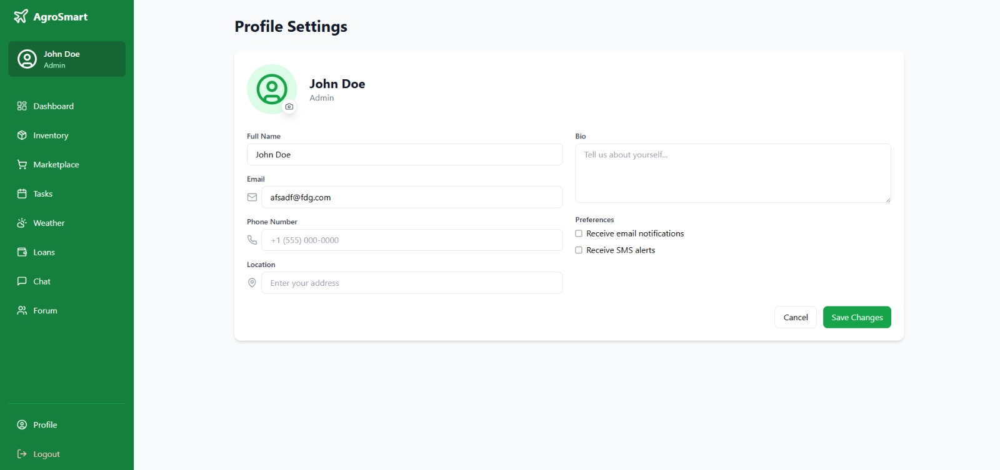 AgroSmart
John Doe
Admin
Dashboard
Inventory
Marketplace
Tasks
Weather
Loans
Chat
Forum
Profile
Logout
Profile Settings
John Doe
Admin
Full Name
John Doe
Email
afsadf@fdg.com
Phone Number
+1 (555) 000-0000
Location
Enter your address
Bio
Tell us about yourself...
Preferences
Receive email notifications
Receive SMS alerts
Cancel
Save Changes